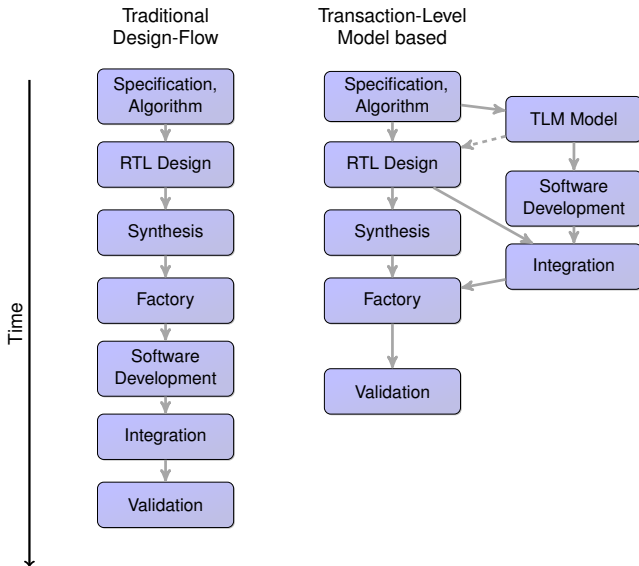 Traditional
Design-Flow
Specification,
Algorithm
RTL Design
Synthesis
Factory
Software
Development
Integration
Validation
Transaction-Level
Model based
Specification,
Algorithm
RTL Design
Synthesis
Factory
Validation
TLM Model
Software
Development
Integration
Time